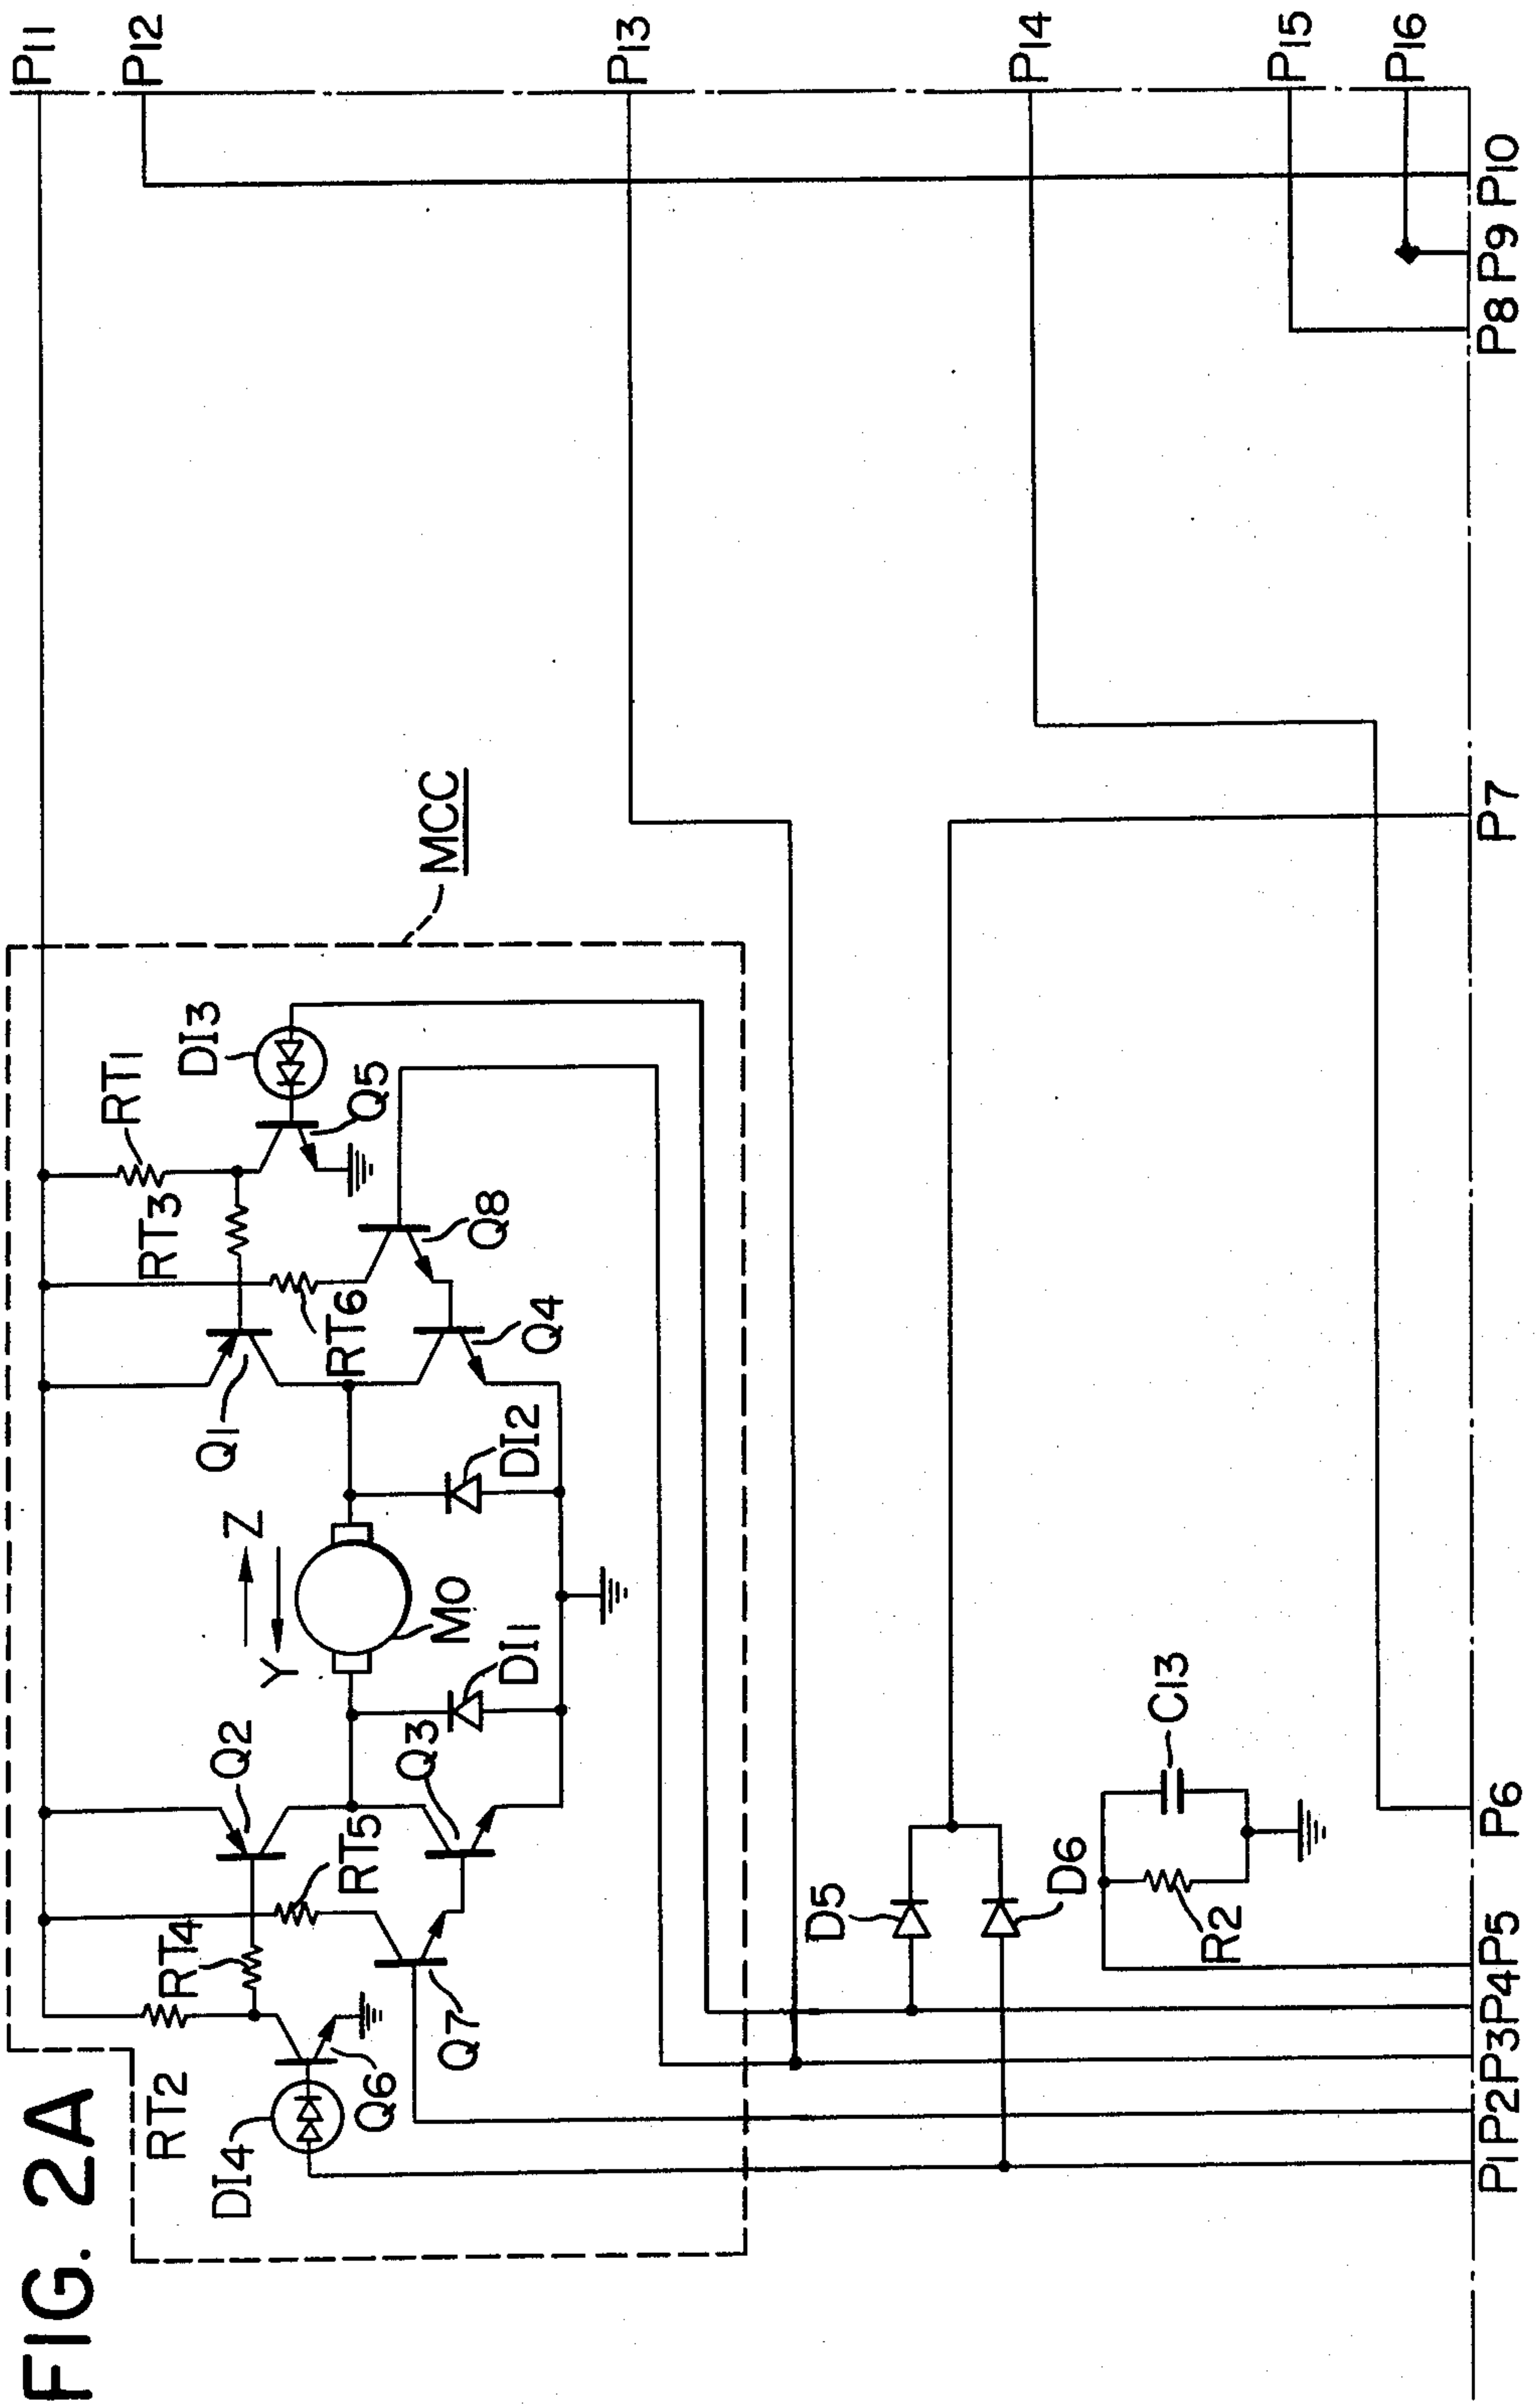 FIG. 2A
MCC
P11
P12
P13
P14
P15
P16
RT2
RT4
Q2
Y
Z
Q1
RT3
RT1
DI3
DI4
Q6
RT5
Q3
DI1
MO
DI2
RT6
Q5
Q7
Q4
Q8
D5
D6
R2
C13
P1
P2
P3
P4
P5
P6
P7
P8
P9
P10